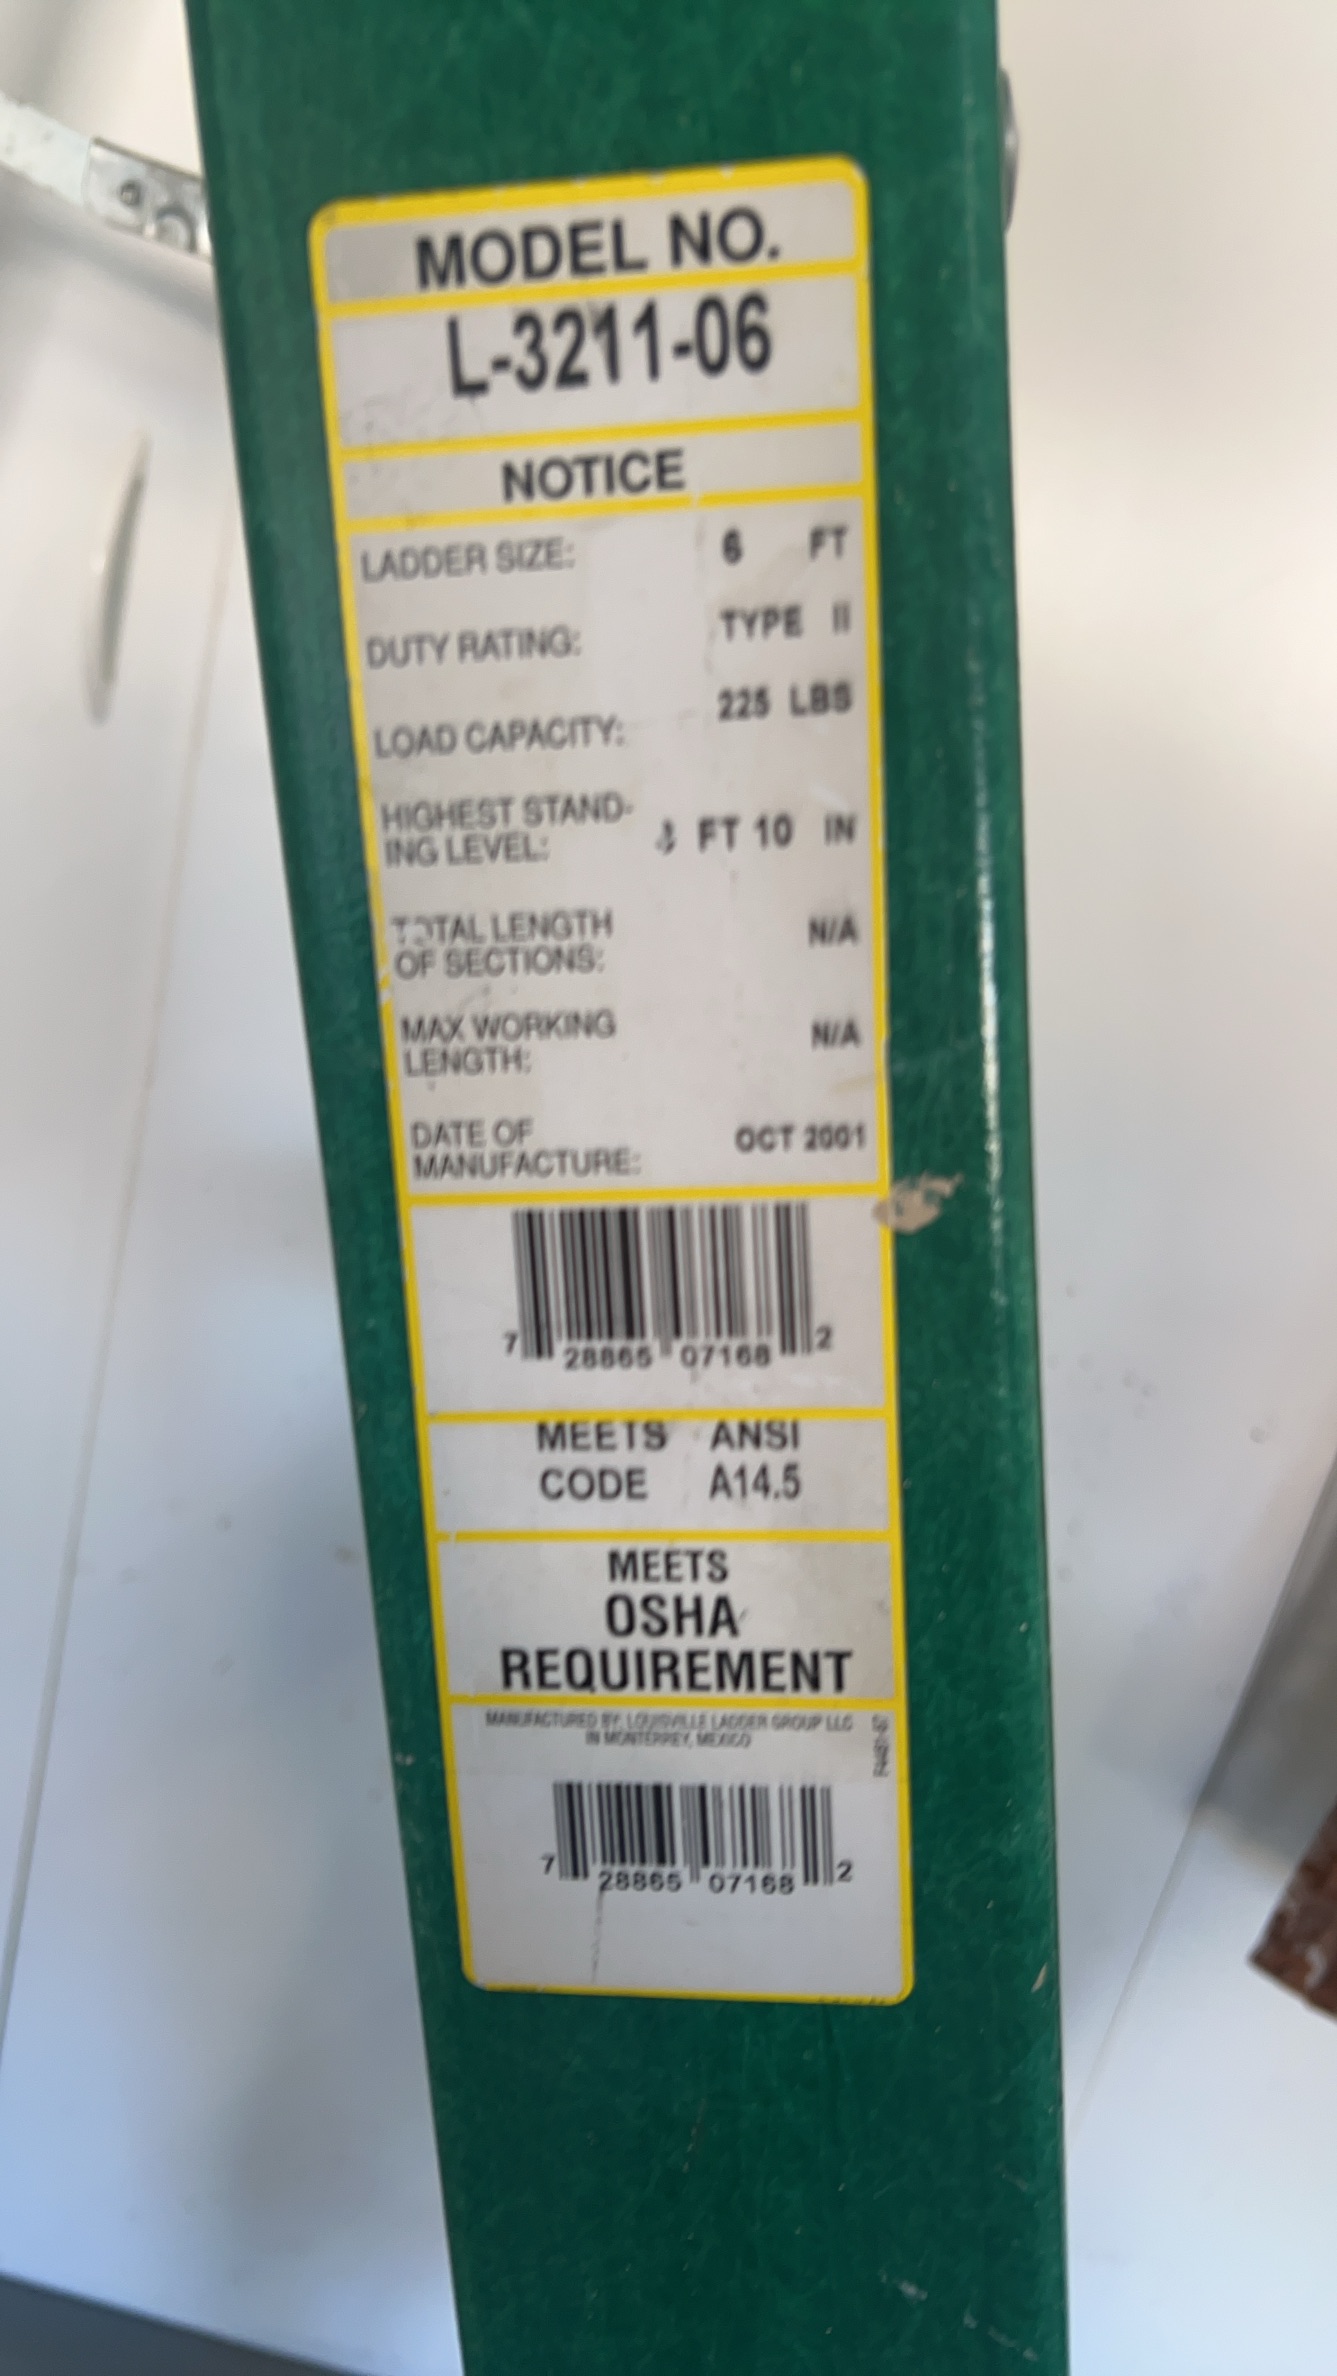 MODEL NO.
L-3211-06
NOTICE
LADDER SIZE: 6 FT
DUTY RATING: TYPE II
LOAD CAPACITY: 225 LBS
HIGHEST STAND-
ING LEVEL: FT 10 IN
TOTAL LENGTH
OF SECTIONS: N/A
MAX WORKING
LENGTH: N/A
DATE OF
MANUFACTURE: OCT 2001
7 28865 07168 2
MEETS ANSI
CODE A14.5
MEETS
OSHA
REQUIREMENT
MANUFACTURED BY: LOUISVILLE LADDER GROUP LLC
IN MONTERREY, MEXICO
7 28865 07168 2